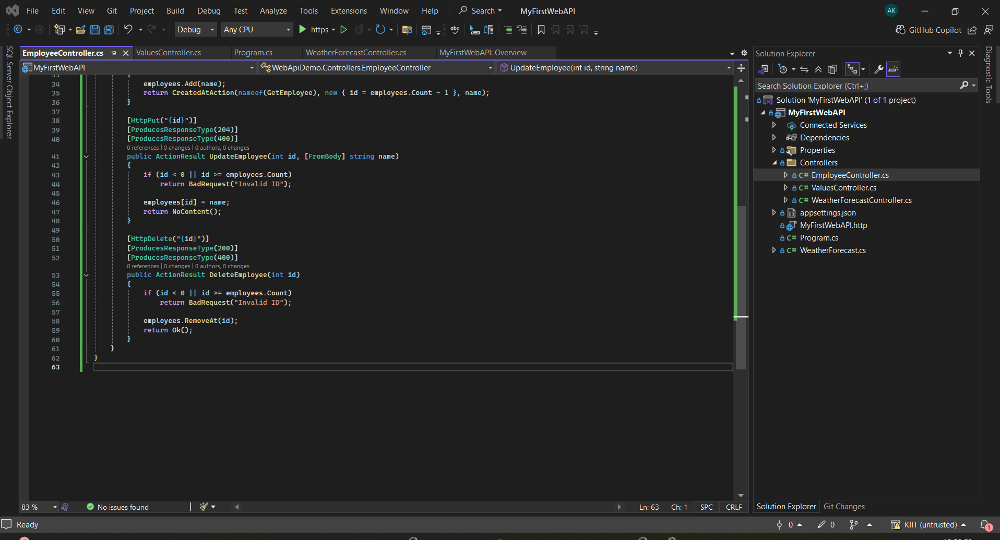 File Edit View Git Project Build Debug Test Analyze Tools Extensions Window Help Search MyFirstWebAPI AK
Debug Any CPU https abc GitHub Copilot
SQL Server Object Explorer
EmployeeController.cs ValuesController.cs Program.cs WeatherForecastController.cs MyFirstWebAPI: Overview
MyFirstWebAPI WebApiDemo.Controllers.EmployeeController UpdateEmployee(int id, string name)
33 {
34 employees.Add(name);
35 return CreatedAtAction(nameof(GetEmployee), new { id = employees.Count - 1 }, name);
36 }
37
38 [HttpPut("{id}")]
39 [ProducesResponseType(204)]
40 [ProducesResponseType(400)]
0 references | 0 changes | 0 authors, 0 changes
41 public ActionResult UpdateEmployee(int id, [FromBody] string name)
42 {
43 if (id < 0 || id >= employees.Count)
44 return BadRequest("Invalid ID");
45
46 employees[id] = name;
47 return NoContent();
48 }
49
50 [HttpDelete("{id}")]
51 [ProducesResponseType(200)]
52 [ProducesResponseType(400)]
0 references | 0 changes | 0 authors, 0 changes
53 public ActionResult DeleteEmployee(int id)
54 {
55 if (id < 0 || id >= employees.Count)
56 return BadRequest("Invalid ID");
57
58 employees.RemoveAt(id);
59 return Ok();
60 }
61 }
62 }
63
83 % No issues found Ln: 63 Ch: 1 SPC CRLF
Solution Explorer
Search Solution Explorer (Ctrl+;)
Solution 'MyFirstWebAPI' (1 of 1 project)
MyFirstWebAPI
Connected Services
Dependencies
Properties
Controllers
C# EmployeeController.cs
C# ValuesController.cs
C# WeatherForecastController.cs
appsettings.json
MyFirstWebAPI.http
C# Program.cs
C# WeatherForecast.cs
Solution Explorer Git Changes
Diagnostic Tools
Ready 0 0 KIIT (untrusted) 1